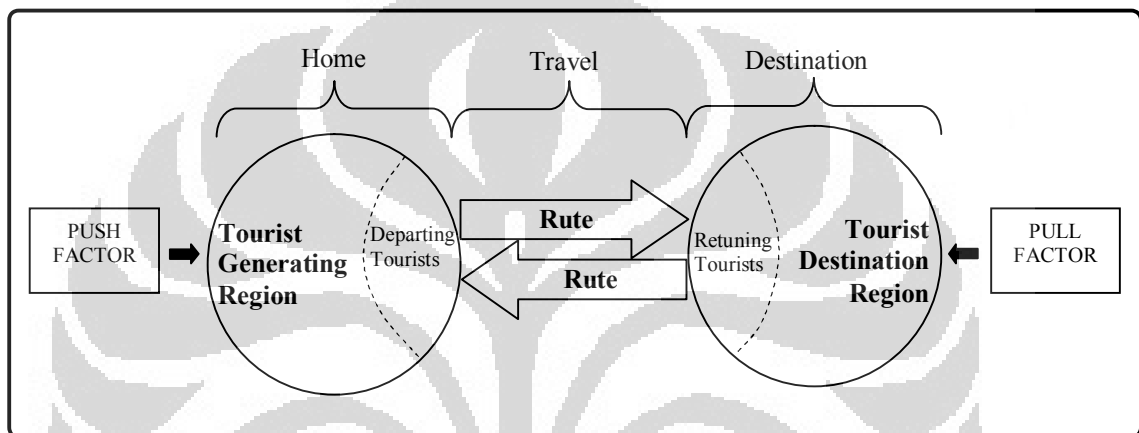 Home
Travel
Destination
PUSH
FACTOR
Tourist
Generating
Region
Departing
Tourists
Rute
Rute
Retuning
Tourists
Tourist
Destination
Region
PULL
FACTOR